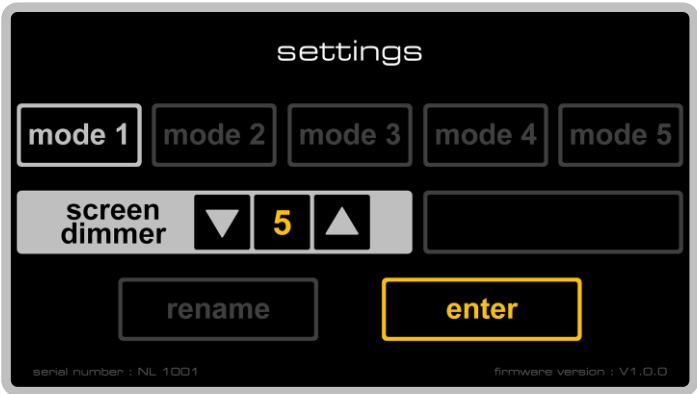 settings
mode 1 mode 2 mode 3 mode 4 mode 5
screen
dimmer
5
rename enter
serial number : NL 1001 firmware version : V1.0.0